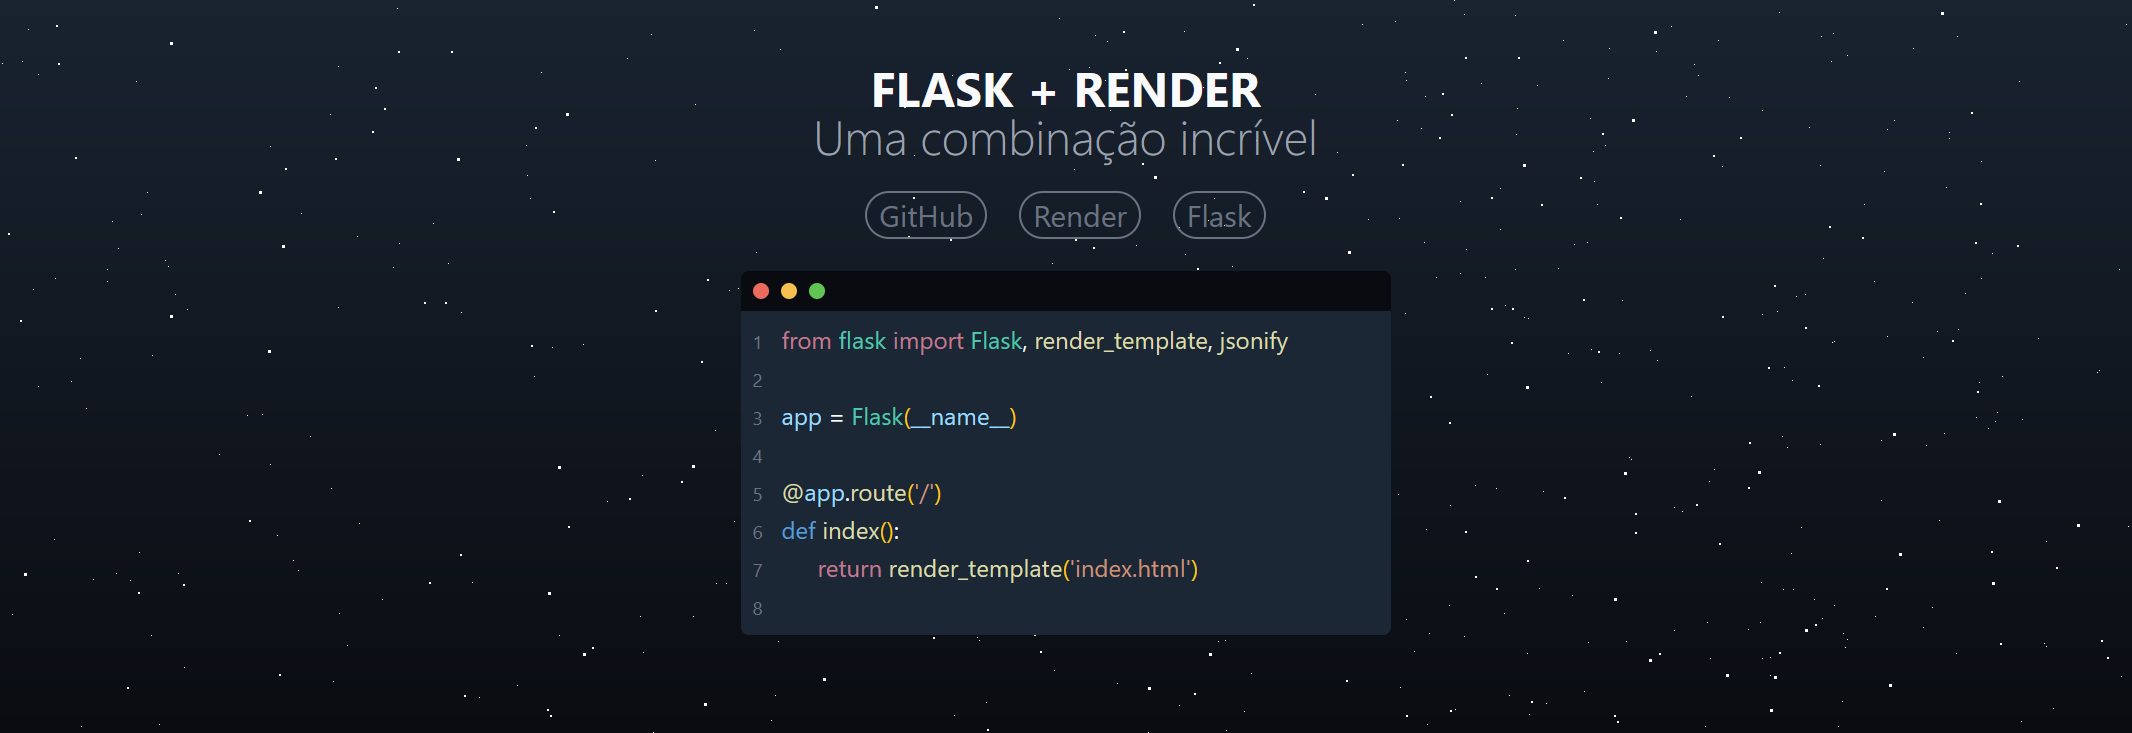 FLASK + RENDER
Uma combinação incrível
GitHub Render Flask
1 from flask import Flask, render_template, jsonify
2
3 app = Flask(__name__)
4
5 @app.route('/')
6 def index():
7 return render_template('index.html')
8